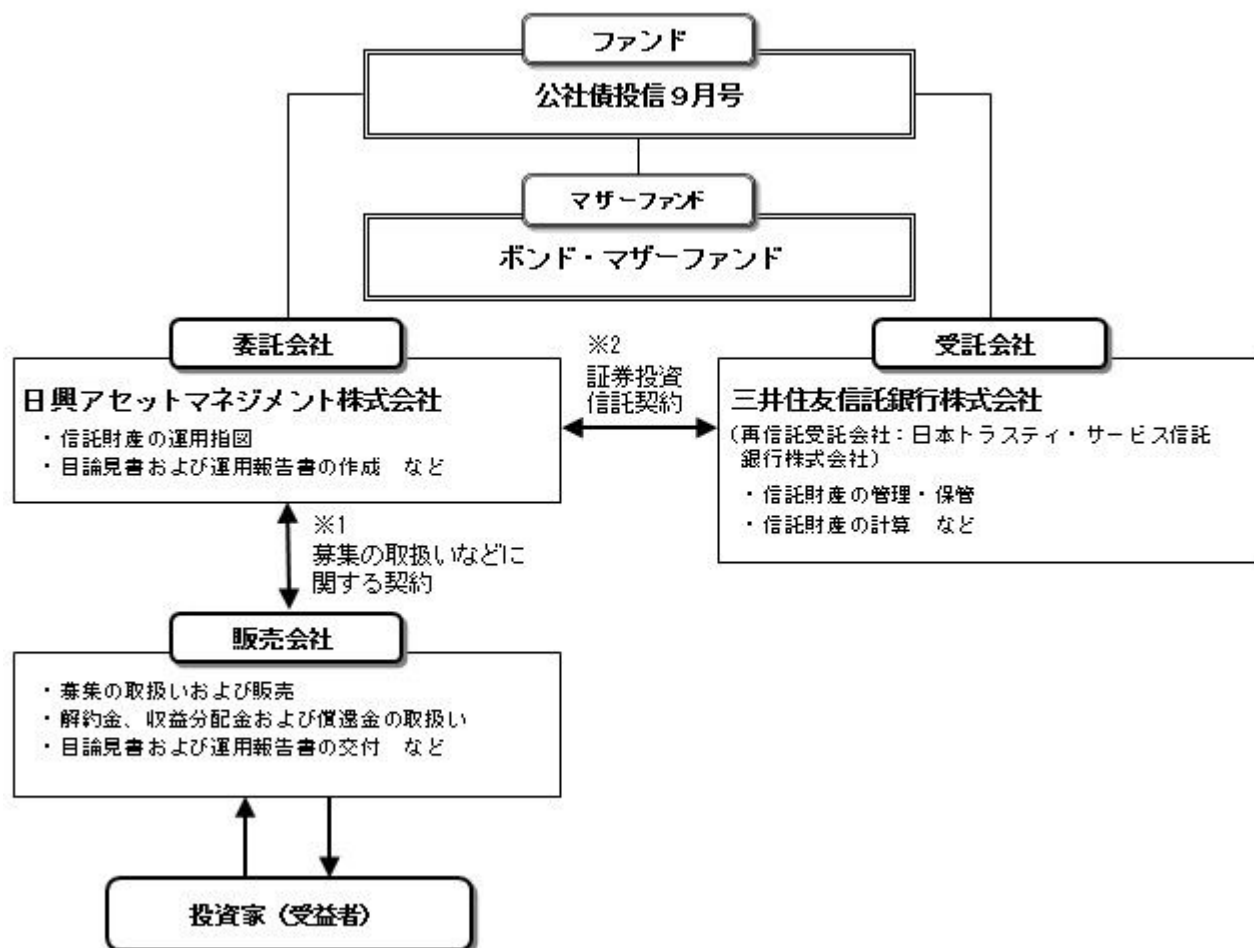 ファンド
公社債投信９月号
マザーファンド
ボンド・マザーファンド
委託会社
日興アセットマネジメント株式会社
・信託財産の運用指図
・目論見書および運用報告書の作成　など
※2
証券投資
信託契約
受託会社
三井住友信託銀行株式会社
（再信託受託会社：日本トラスティ・サービス信託
銀行株式会社）
・信託財産の管理・保管
・信託財産の計算　など
※1
募集の取扱いなどに
関する契約
販売会社
・募集の取扱いおよび販売
・解約金、収益分配金および償還金の取扱い
・目論見書および運用報告書の交付　など
投資家（受益者）